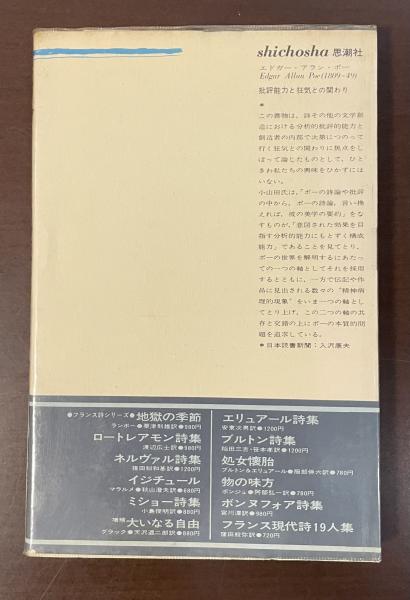 shichosha 思潮社
エドガー・アラン・ポー
Edgar Allan Poe(1809-49)
批評能力と狂気との関わり
*
この書物は、詩その他の文学創
造における分析的批評的能力と
創造者の内部で次第につのって
行く狂気との関わりに焦点をし
ぼって論じたものとして、ひと
きわ私たちの興味をひかずには
いない。
小山田氏は、「ポーの詩論や批評
の中から、ポーの詩論、言い換
えれば、彼の美学の要約」をな
すものが、「意図された効果を目
指す分析的能力にもとずく構成
能力」であることを見てとり、
ポーの世界を解明するにあたっ
ての一つの軸としてそれを採用
するとともに、一方で伝記や作
品に見出される数々の"精神病
理的現象"をいま一つの軸とし
てとり上げ、この二つの軸の共
存と交錯の上にポーの本質的問
題を追求している。
*日本読書新聞:入沢康夫
●フランス詩シリーズ●地獄の季節
ランボー●粟津則雄訳●980円
ロートレアモン詩集
渡辺広士訳●980円
ネルヴァル詩集
篠田知和基訳●1200円
イジチュール
マラルメ●秋山澄夫訳●680円
ミショー詩集
小島俊明訳●880円
増補 大いなる自由
グラック●天沢退二郎訳●880円
エリュアール詩集
安東次男訳●1200円
ブルトン詩集
稲田三吉・笹本孝訳●1200円
処女懐胎
ブルトン&エリュアール●服部伸六訳●780円
物の味方
ポンジュ●阿部弘一訳●780円
ボンヌフォア詩集
宮川淳訳●980円
フランス現代詩19人集
窪田般弥訳●720円